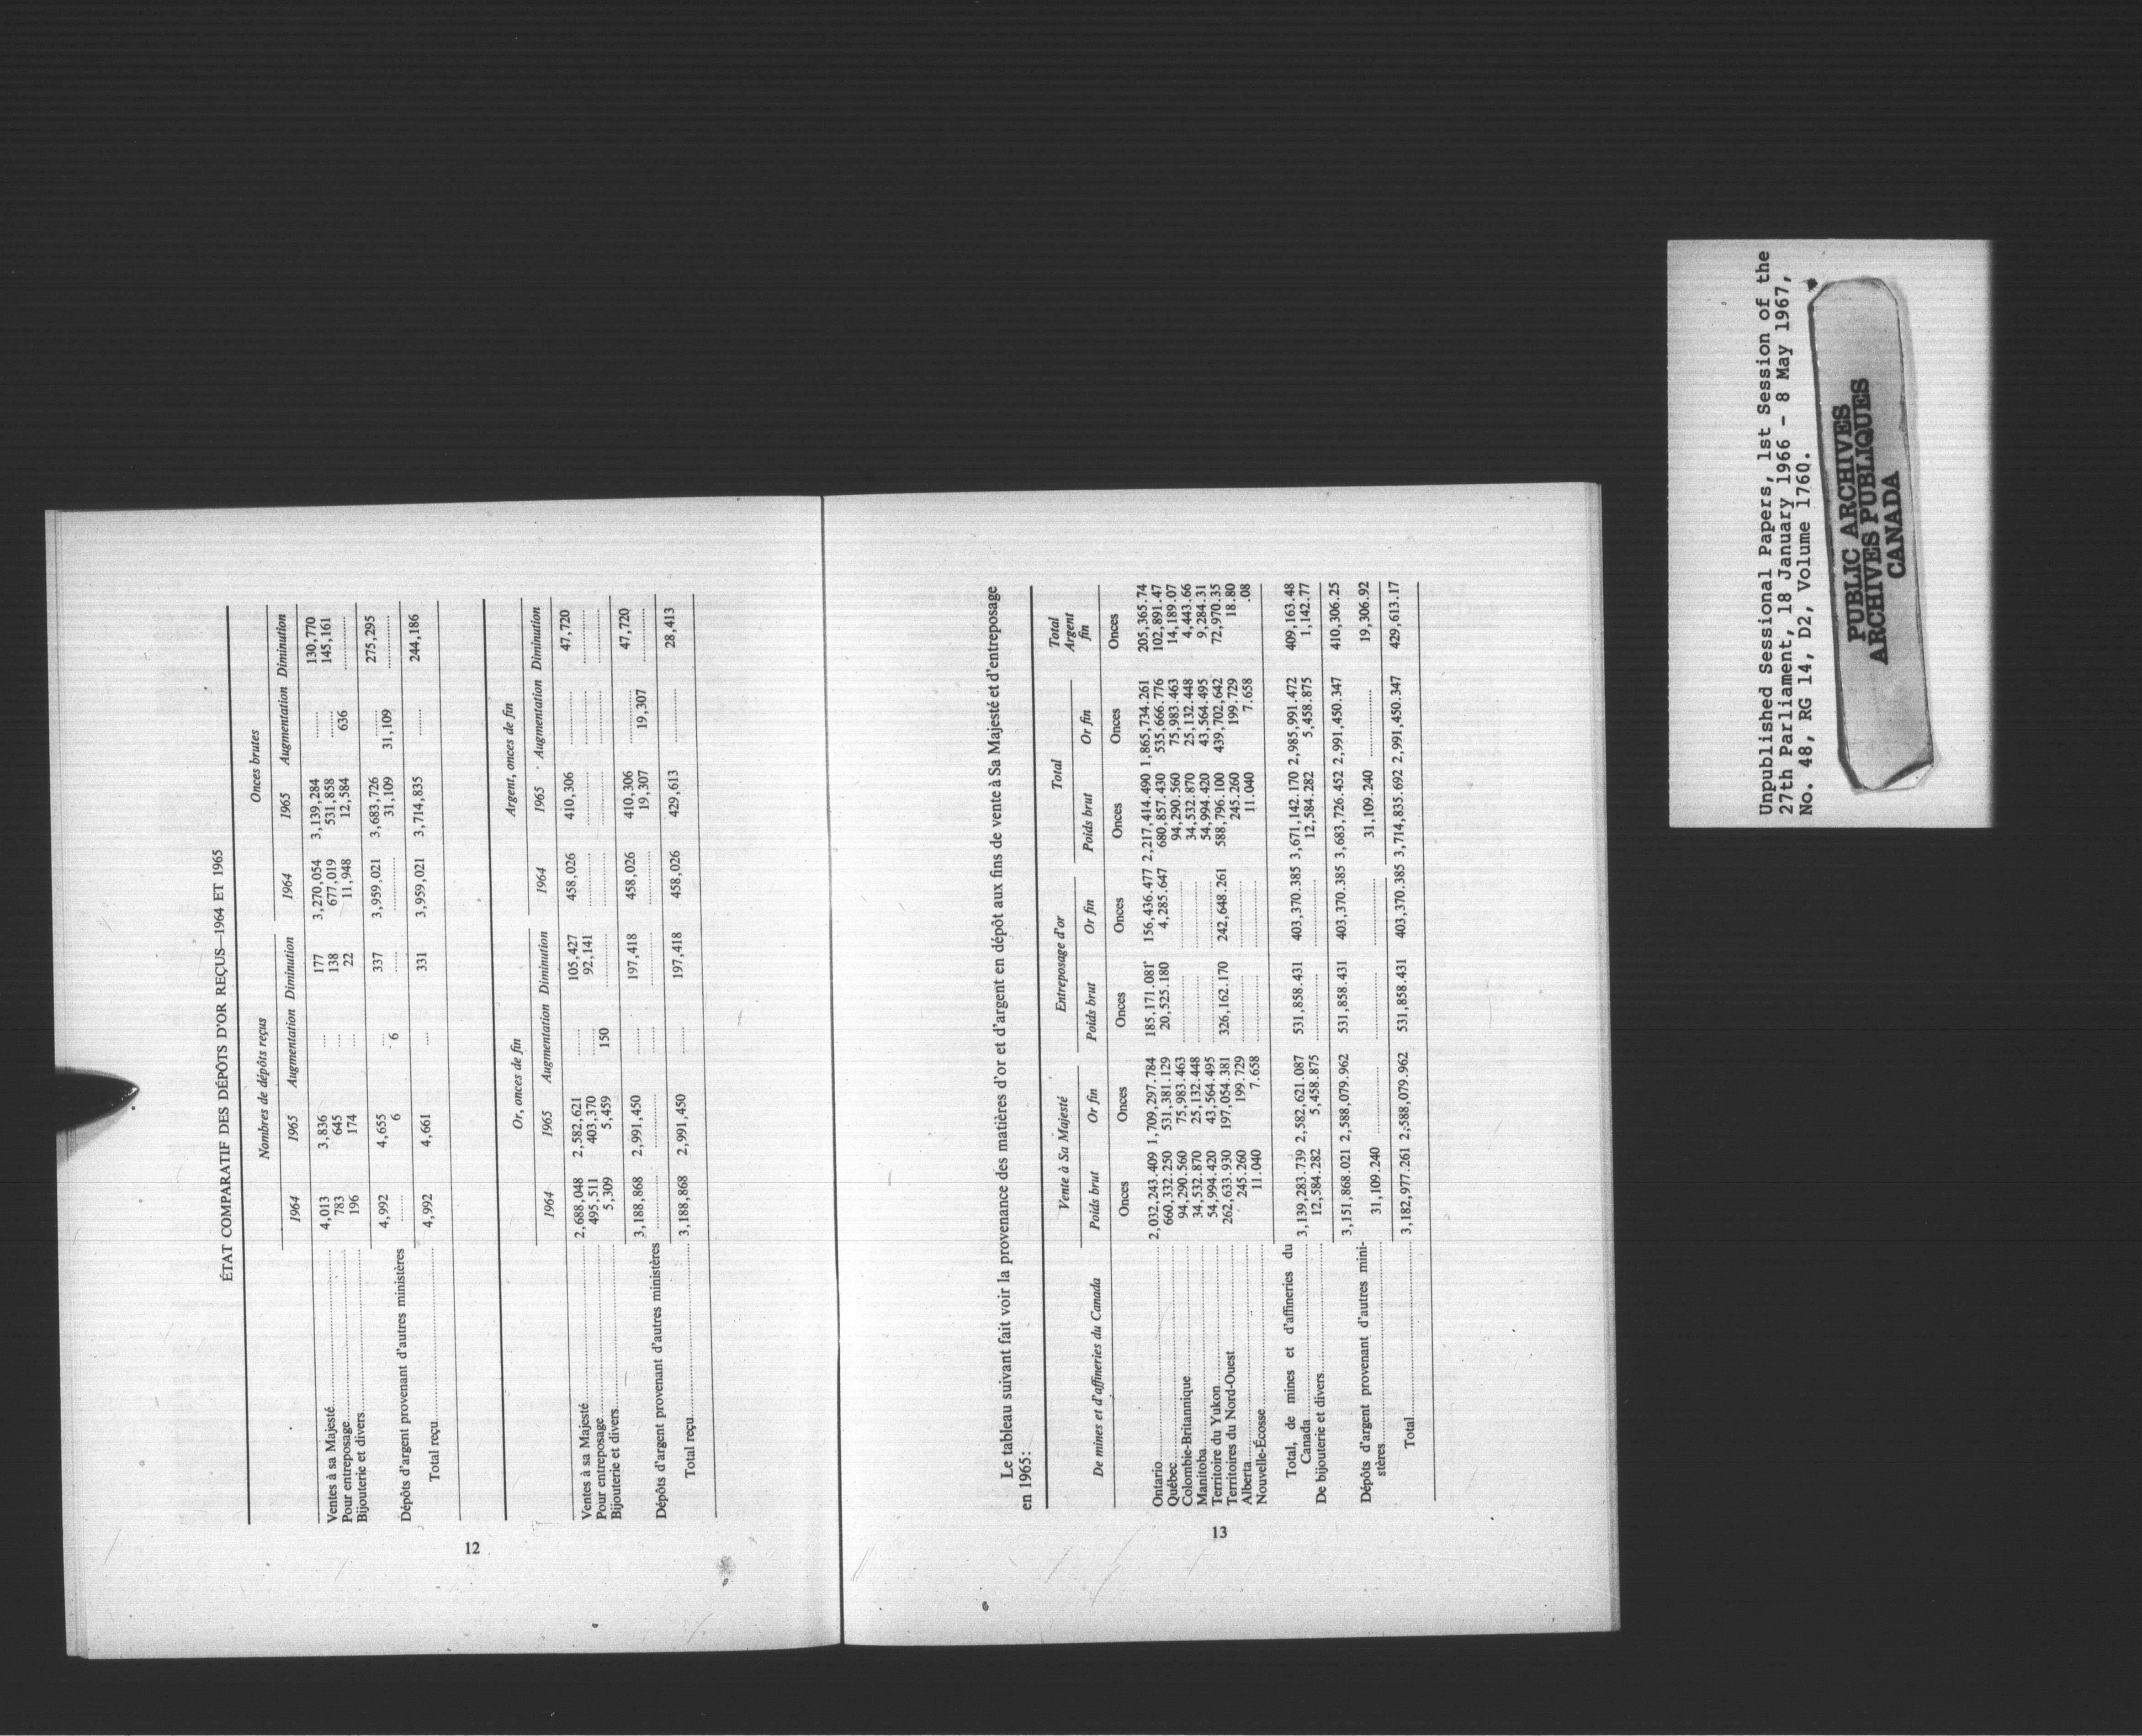 ÉTAT COMPARATIF DES DÉPÔTS D'OR REÇUS—1964 ET 1965
Nombres de dépôts reçus Onces brutes
1964 1965 Augmentation Diminution 1964 1965 Augmentation Diminution
Ventes à sa Majesté 4,013 3,836 .... 177 3,270,054 3,139,284 ........ 130,770
Pour entreposage 783 645 .... 138 677,019 531,858 ........ 145,161
Bijouterie et divers 196 174 .... 22 11,948 12,584 636 ............
4,992 4,655 .... 337 3,959,021 3,683,726 ........ 275,295
Dépôts d'argent provenant d'autres ministères ........ 6 6 ...... ............ 31,109 31,109 ............
Total reçu 4,992 4,661 .... 331 3,959,021 3,714,835 ........ 244,186
Or, onces de fin Argent, onces de fin
1964 1965 Augmentation Diminution 1964 1965 Augmentation Diminution
Ventes à sa Majesté 2,688,048 2,582,621 ........ 105,427 458,026 410,306 ............ 47,720
Pour entreposage 495,511 403,370 ........ 92,141 ............ ............ ............ ............
Bijouterie et divers 5,309 5,459 150 ............ ............ ............ ............ ............
3,188,868 2,991,450 ........ 197,418 458,026 410,306 ............ 47,720
Dépôts d'argent provenant d'autres ministères ............ ............ ........ ............ ............ 19,307 19,307 ............
Total reçu 3,188,868 2,991,450 ........ 197,418 458,026 429,613 ............ 28,413
12
Le tableau suivant fait voir la provenance des matières d'or et d'argent en dépôt aux fins de vente à Sa Majesté et d'entreposage
en 1965:
De mines et d'affineries du Canada Vente à Sa Majesté Entreposage d'or Total Total Argent fin
Poids brut Or fin Poids brut Or fin Poids brut Or fin
Onces Onces Onces Onces Onces Onces Onces
Ontario 2,032,243.409 1,709,297.784 185,171.081 156,436.477 2,217,414.490 1,865,734.261 205,365.74
Québec 660,332.250 531,381.129 20,525.180 4,285.647 680,857.430 535,666.776 102,891.47
Colombie-Britannique 94,290.560 75,983.463 ............ ............ 94,290.560 75,983.463 14,189.07
Manitoba 34,532.870 25,132.448 ............ ............ 34,532.870 25,132.448 4,443.66
Territoire du Yukon 54,994.420 43,564.495 ............ ............ 54,994.420 43,564.495 9,284.31
Territoires du Nord-Ouest 262,633.930 197,054.381 326,162.170 242,648.261 588,796.100 439,702,642 72,970.35
Alberta 245.260 199.729 ............ ............ 245.260 199.729 18.80
Nouvelle-Écosse 11.040 7.658 ............ ............ 11.040 7.658 .08
Total, de mines et d'affineries du
Canada 3,139,283.739 2,582,621.087 531,858.431 403,370.385 3,671,142.170 2,985,991.472 409,163.48
De bijouterie et divers 12,584.282 5,458.875 ............ ............ 12,584.282 5,458.875 1,142.77
3,151,868.021 2,588,079.962 531,858.431 403,370.385 3,683,726.452 2,991,450.347 410,306.25
Dépôts d'argent provenant d'autres mini-
stères 31,109.240 ............ ............ ............ 31,109.240 ............ 19,306.92
Total 3,182,977.261 2,588,079.962 531,858.431 403,370.385 3,714,835.692 2,991,450.347 429,613.17
13
Unpublished Sessional Papers, 1st Session of the
27th Parliament, 18 January 1966 - 8 May 1967,
No. 48, RG 14, D2, Volume 1760.
PUBLIC ARCHIVES
ARCHIVES PUBLIQUES
CANADA